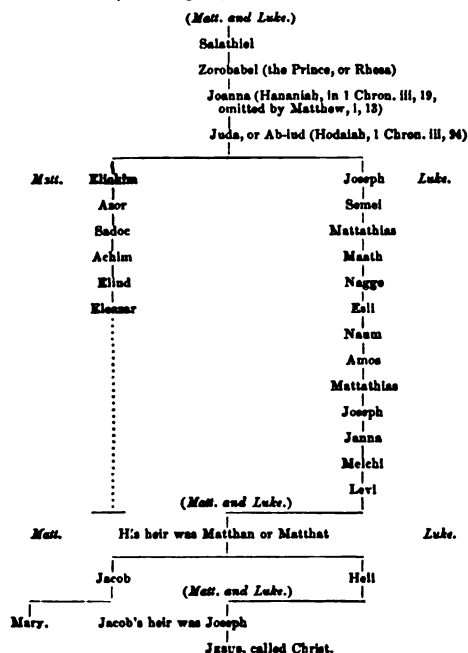 (Matt. and Luke.)
Salathiel
Zorobabel (the Prince, or Rhesa)
Joanna (Hananiah, in 1 Chron. iii, 19,
omitted by Matthew, i, 13)
Juda, or Ab-iud (Hodaiah, 1 Chron. iii, 24)
Matt. Eliakim Joseph Luke.
Azor Semei
Sadoc Mattathias
Achim Maath
Eliud Nagge
Eleazar Esli
Naum
Amos
Mattathias
Joseph
Janna
Melchi
Levi
(Matt. and Luke.)
Matt. His heir was Matthan or Matthat Luke.
Jacob Heli
(Matt. and Luke.)
Mary. Jacob's heir was Joseph
JESUS, called Christ.